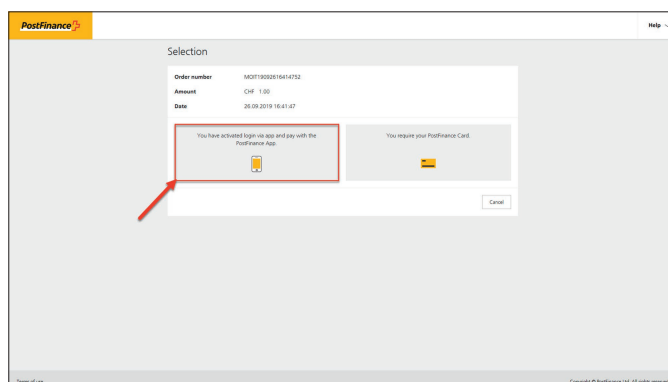 PostFinance
Help
Selection
Order number MOIT19092616414752
Amount CHF 1.00
Date 26.09.2019 16:41:47
You have activated login via app and pay with the
PostFinance App.
You require your PostFinance Card.
Cancel
Terms of use
Copyright © PostFinance Ltd. All rights